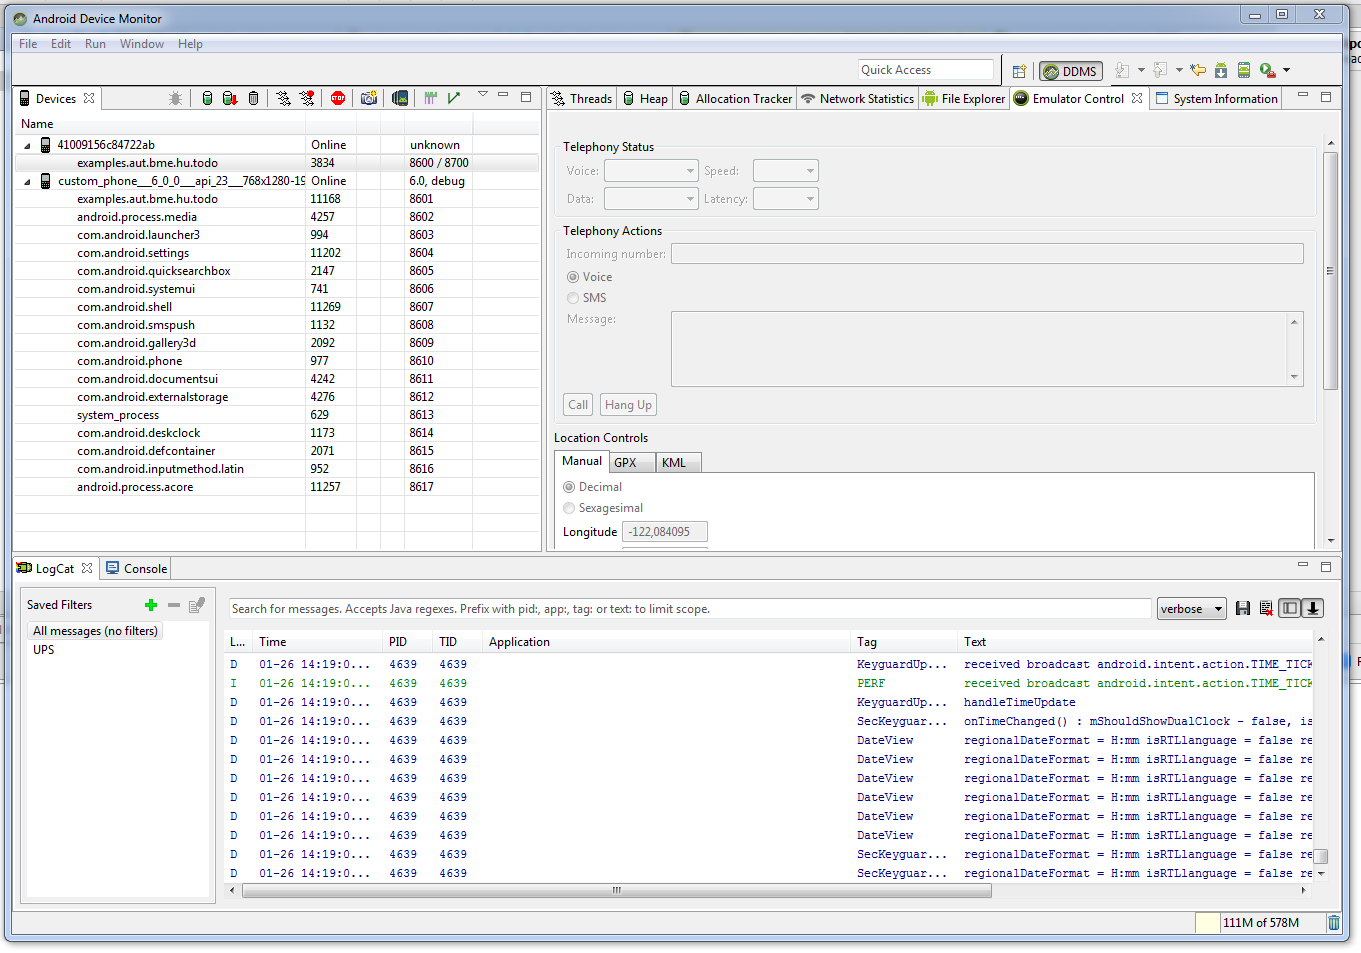 Android Device Monitor
File Edit Run Window Help
Quick Access
DDMS
Devices
Threads Heap Allocation Tracker Network Statistics File Explorer Emulator Control System Information
Name
41009156c84722ab Online unknown
examples.aut.bme.hu.todo 3834 8600 / 8700
custom_phone___6_0_0___api_23___768x1280-19 Online 6.0, debug
examples.aut.bme.hu.todo 11168 8601
android.process.media 4257 8602
com.android.launcher3 994 8603
com.android.settings 11202 8604
com.android.quicksearchbox 2147 8605
com.android.systemui 741 8606
com.android.shell 11269 8607
com.android.smspush 1132 8608
com.android.gallery3d 2092 8609
com.android.phone 977 8610
com.android.documentsui 4242 8611
com.android.externalstorage 4276 8612
system_process 629 8613
com.android.deskclock 1173 8614
com.android.defcontainer 2071 8615
com.android.inputmethod.latin 952 8616
android.process.acore 11257 8617
Telephony Status
Voice: Speed:
Data: Latency:
Telephony Actions
Incoming number:
Voice
SMS
Message:
Call Hang Up
Location Controls
Manual GPX KML
Decimal
Sexagesimal
Longitude -122,084095
LogCat Console
Saved Filters
All messages (no filters)
UPS
Search for messages. Accepts Java regexes. Prefix with pid:, app:, tag: or text: to limit scope.
verbose
L... Time PID TID Application Tag Text
D 01-26 14:19:0... 4639 4639 KeyguardUp... received broadcast android.intent.action.TIME_TICK
I 01-26 14:19:0... 4639 4639 PERF received broadcast android.intent.action.TIME_TICK
D 01-26 14:19:0... 4639 4639 KeyguardUp... handleTimeUpdate
D 01-26 14:19:0... 4639 4639 SecKeyguar... onTimeChanged() : mShouldShowDualClock - false, is
D 01-26 14:19:0... 4639 4639 DateView regionalDateFormat = H:mm isRTLlanguage = false re
D 01-26 14:19:0... 4639 4639 DateView regionalDateFormat = H:mm isRTLlanguage = false re
D 01-26 14:19:0... 4639 4639 DateView regionalDateFormat = H:mm isRTLlanguage = false re
D 01-26 14:19:0... 4639 4639 DateView regionalDateFormat = H:mm isRTLlanguage = false re
D 01-26 14:19:0... 4639 4639 DateView regionalDateFormat = H:mm isRTLlanguage = false re
D 01-26 14:19:0... 4639 4639 DateView regionalDateFormat = H:mm isRTLlanguage = false re
D 01-26 14:19:0... 4639 4639 SecKeyguar... regionalDateFormat = H:mm isRTLlanguage = false re
D 01-26 14:19:0... 4639 4639 SecKeyguar... regionalDateFormat = H:mm isRTLlanguage = false re
111M of 578M